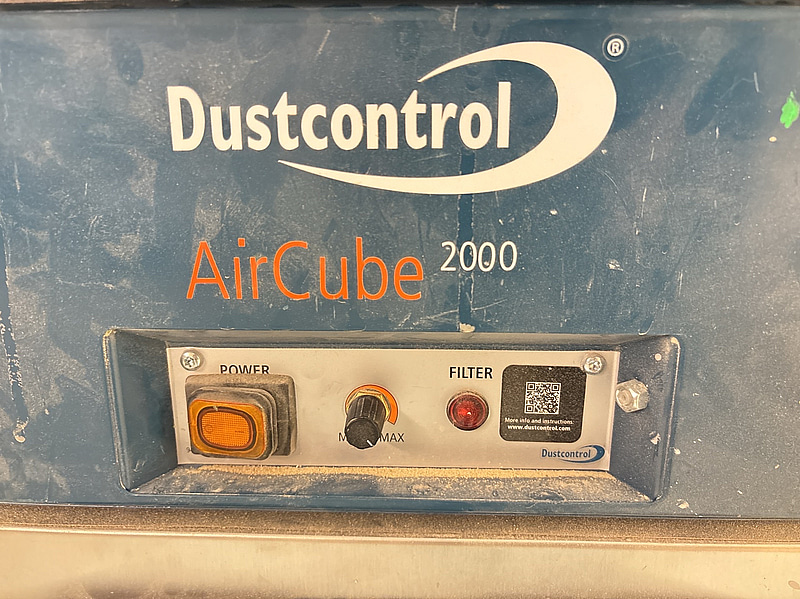 Dustcontrol ®
AirCube 2000
POWER
FILTER
MAX
More info and instructions:
www.dustcontrol.com
Dustcontrol